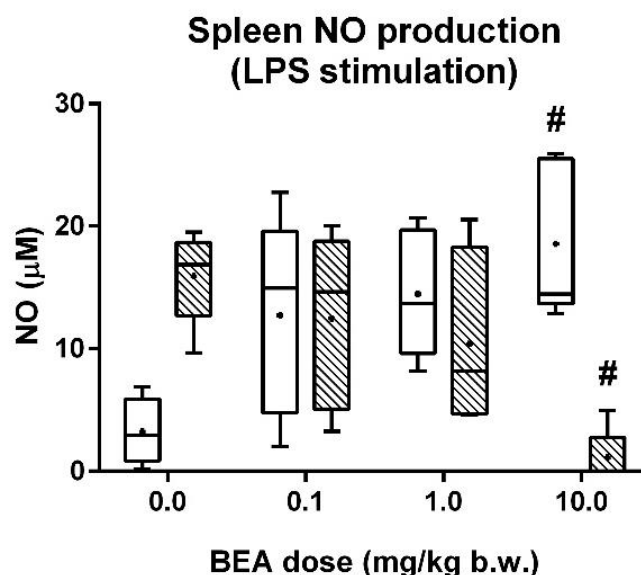 Spleen NO production
(LPS stimulation)
30
#
20
NO (μM)
10
#
0
0.0 0.1 1.0 10.0
BEA dose (mg/kg b.w.)